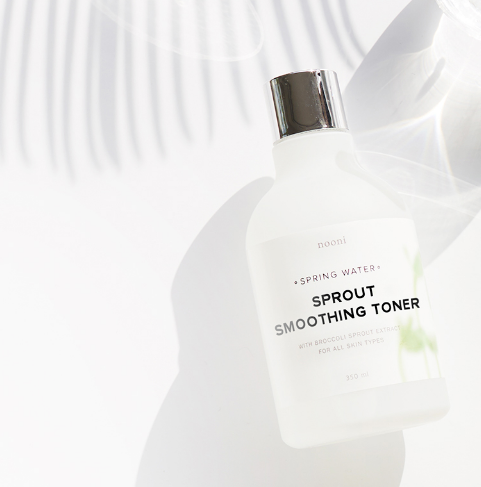 nooni
SPRING WATER
SPROUT
SMOOTHING TONER
WITH BROCCOLI SPROUT EXTRACT
FOR ALL SKIN TYPES